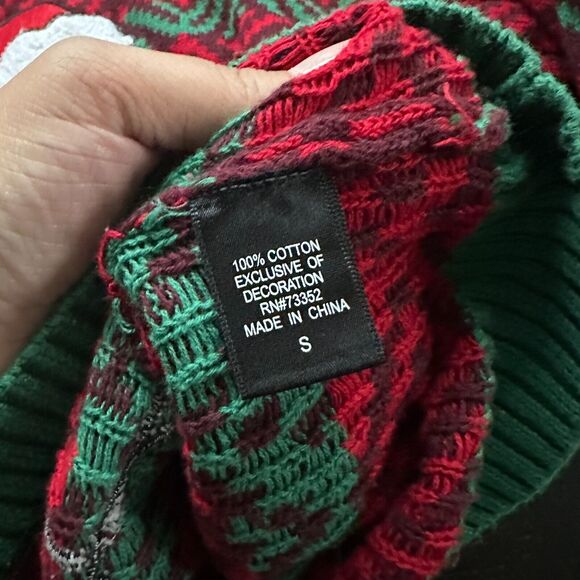 100% COTTON
EXCLUSIVE OF
DECORATION
RN#73352
MADE IN CHINA
S